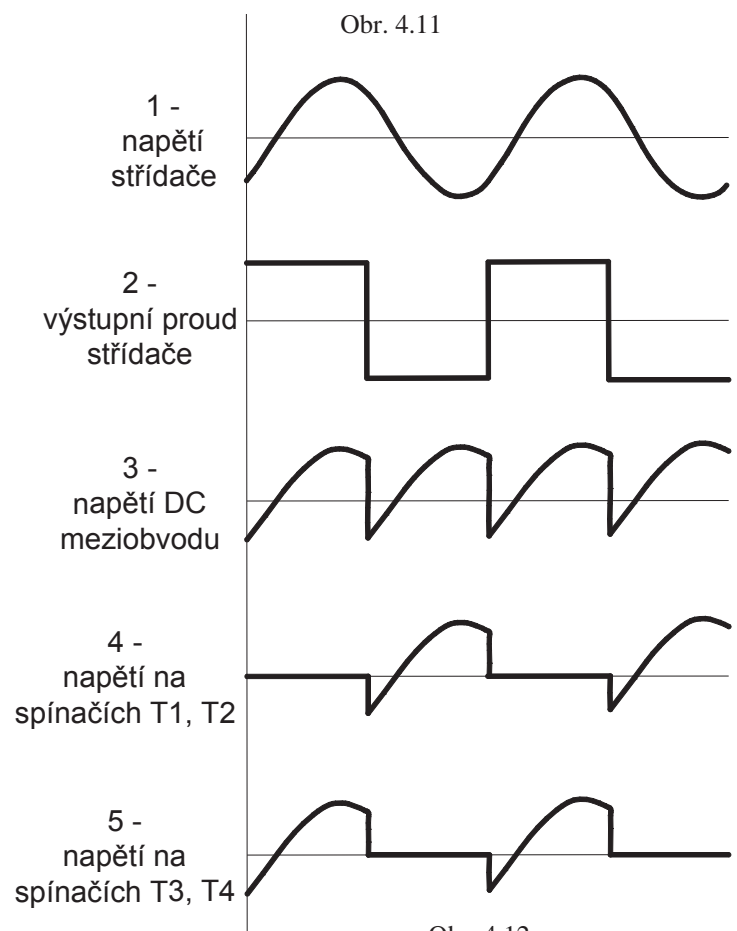 Obr. 4.11
1 -
napětí
střídače
2 -
výstupní proud
střídače
3 -
napětí DC
meziobvodu
4 -
napětí na
spínačích T1, T2
5 -
napětí na
spínačích T3, T4